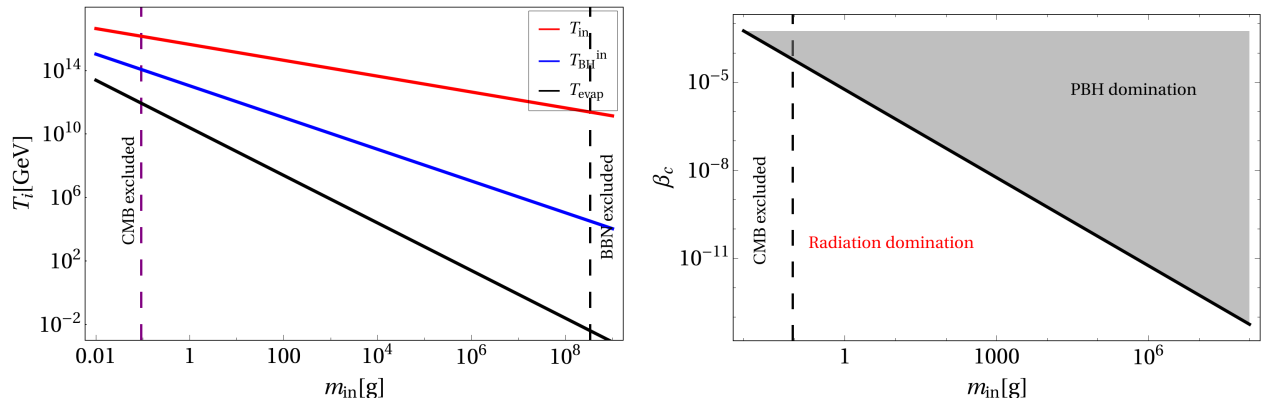 T_in
T_BH^in
T_evap
10^14
10^10
10^6
10^2
10^-2
T_i[GeV]
CMB excluded
BBN excluded
0.01
1
100
10^4
10^6
10^8
m_in[g]
10^-5
10^-8
10^-11
β_c
PBH domination
CMB excluded
Radiation domination
1
1000
10^6
m_in[g]